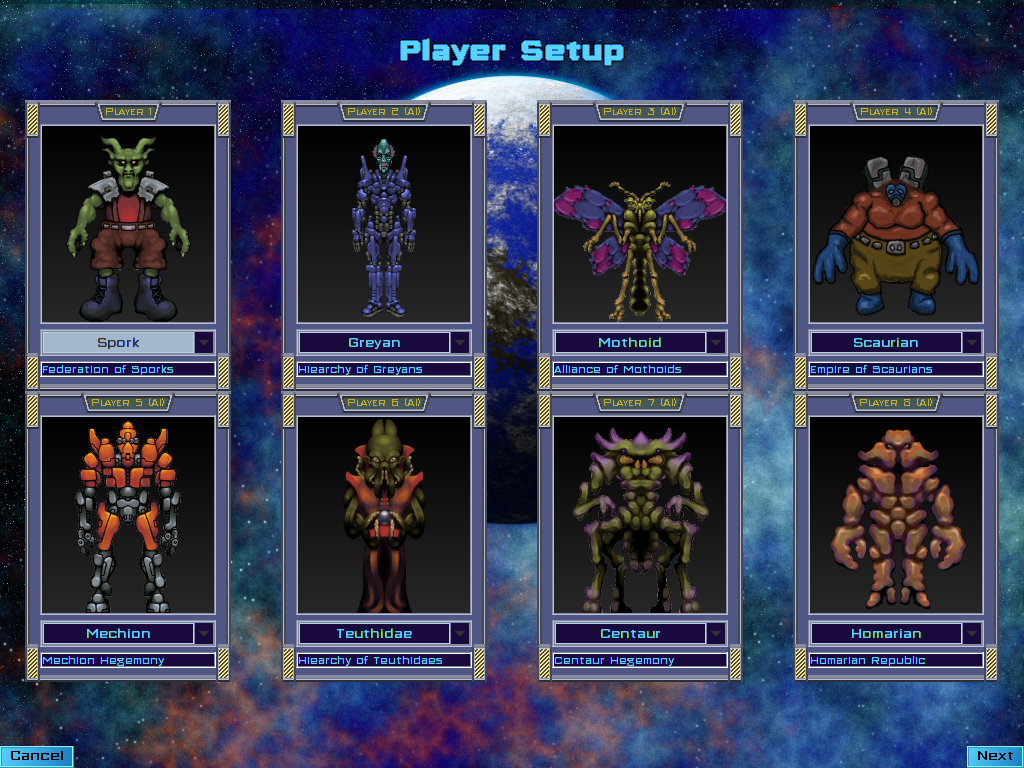 Player Setup
Player 1
Player 2 (AI)
Player 3 (AI)
Player 4 (AI)
Spork
Greyan
Mothoid
Scaurian
Federation of Sporks
Hiearchy of Greyans
Alliance of Mothoids
Empire of Scaurians
Player 5 (AI)
Player 6 (AI)
Player 7 (AI)
Player 8 (AI)
Mechion
Teuthidae
Centaur
Homarian
Mechion Hegemony
Hiearchy of Teuthidaes
Centaur Hegemony
Homarian Republic
Cancel
Next